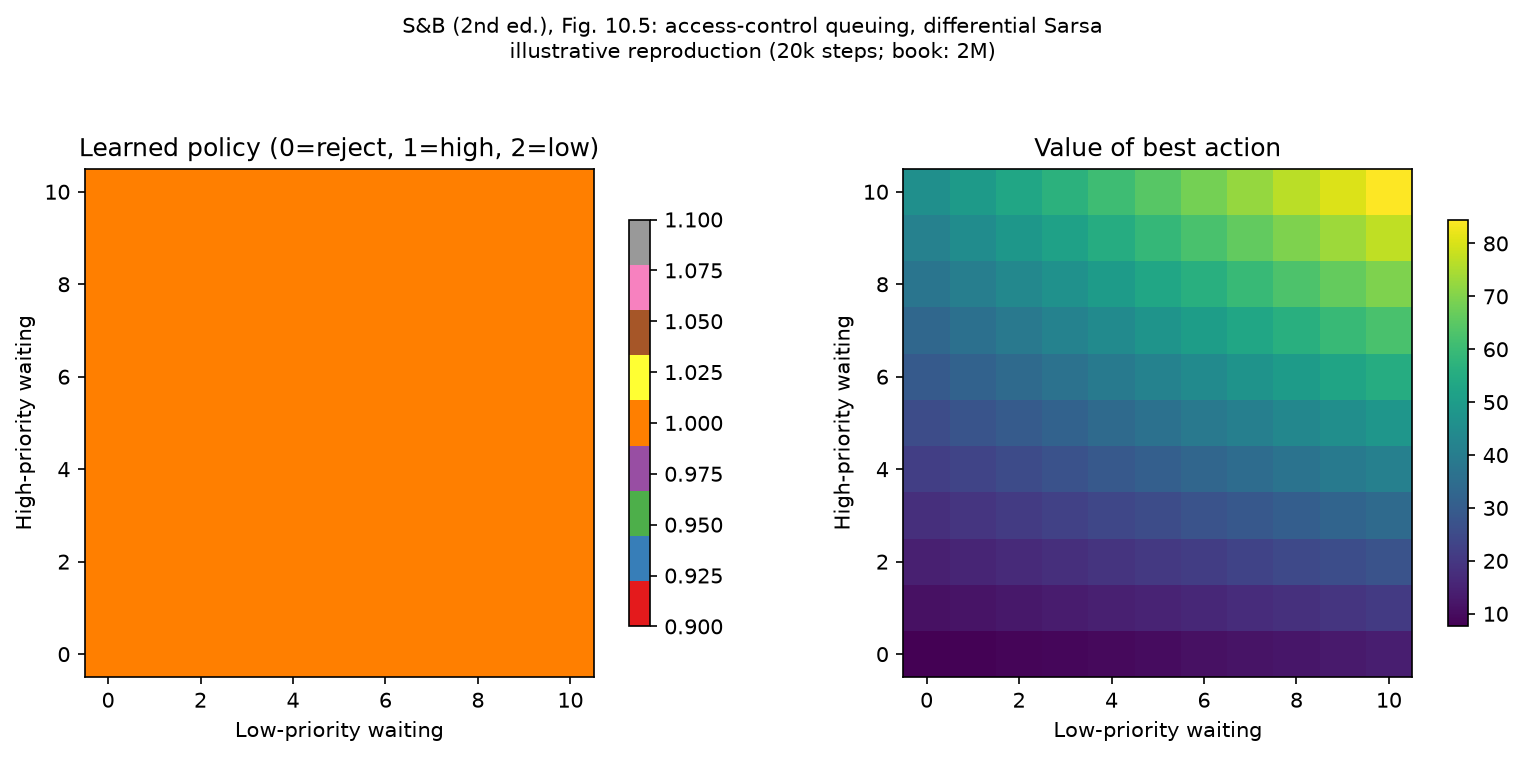 S&B (2nd ed.), Fig. 10.5: access-control queuing, differential Sarsa
illustrative reproduction (20k steps; book: 2M)
Learned policy (0=reject, 1=high, 2=low)
High-priority waiting
10
8
6
4
2
0
0 2 4 6 8 10
Low-priority waiting
1.100
1.075
1.050
1.025
1.000
0.975
0.950
0.925
0.900
Value of best action
High-priority waiting
10
8
6
4
2
0
0 2 4 6 8 10
Low-priority waiting
80
70
60
50
40
30
20
10